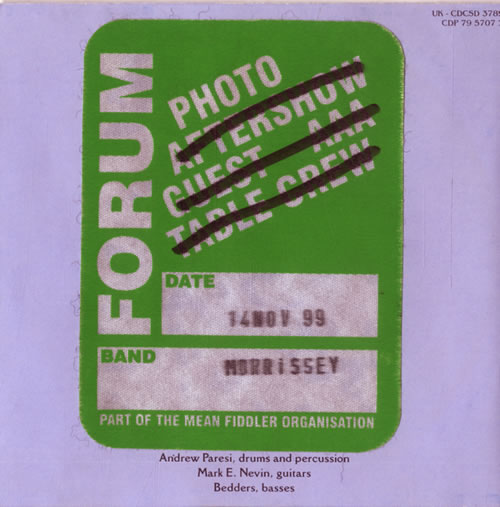 UK - CDCSD 378
CDP 79 5707
FORUM
PHOTO
AFTERSHOW
GUEST AAA
TABLE CREW
DATE
14NOV 99
BAND
MORRiSSEY
PART OF THE MEAN FIDDLER ORGANISATION
Andrew Paresi, drums and percussion
Mark E. Nevin, guitars
Bedders, basses